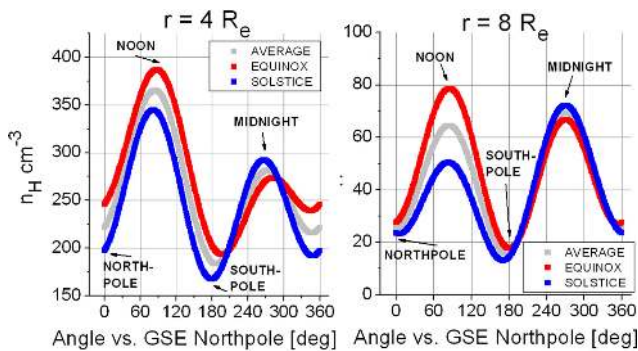 r = 4 Re
400
350
300
250
200
150
nH cm-3
NOON
AVERAGE
EQUINOX
SOLSTICE
MIDNIGHT
NORTH-
POLE
SOUTH-
POLE
0 60 120 180 240 300 360
Angle vs. GSE Northpole [deg]
r = 8 Re
100
80
60
40
20
0
NOON
MIDNIGHT
SOUTH-
POLE
NORTHPOLE
AVERAGE
EQUINOX
SOLSTICE
0 60 120 180 240 300 360
Angle vs. GSE Northpole [deg]